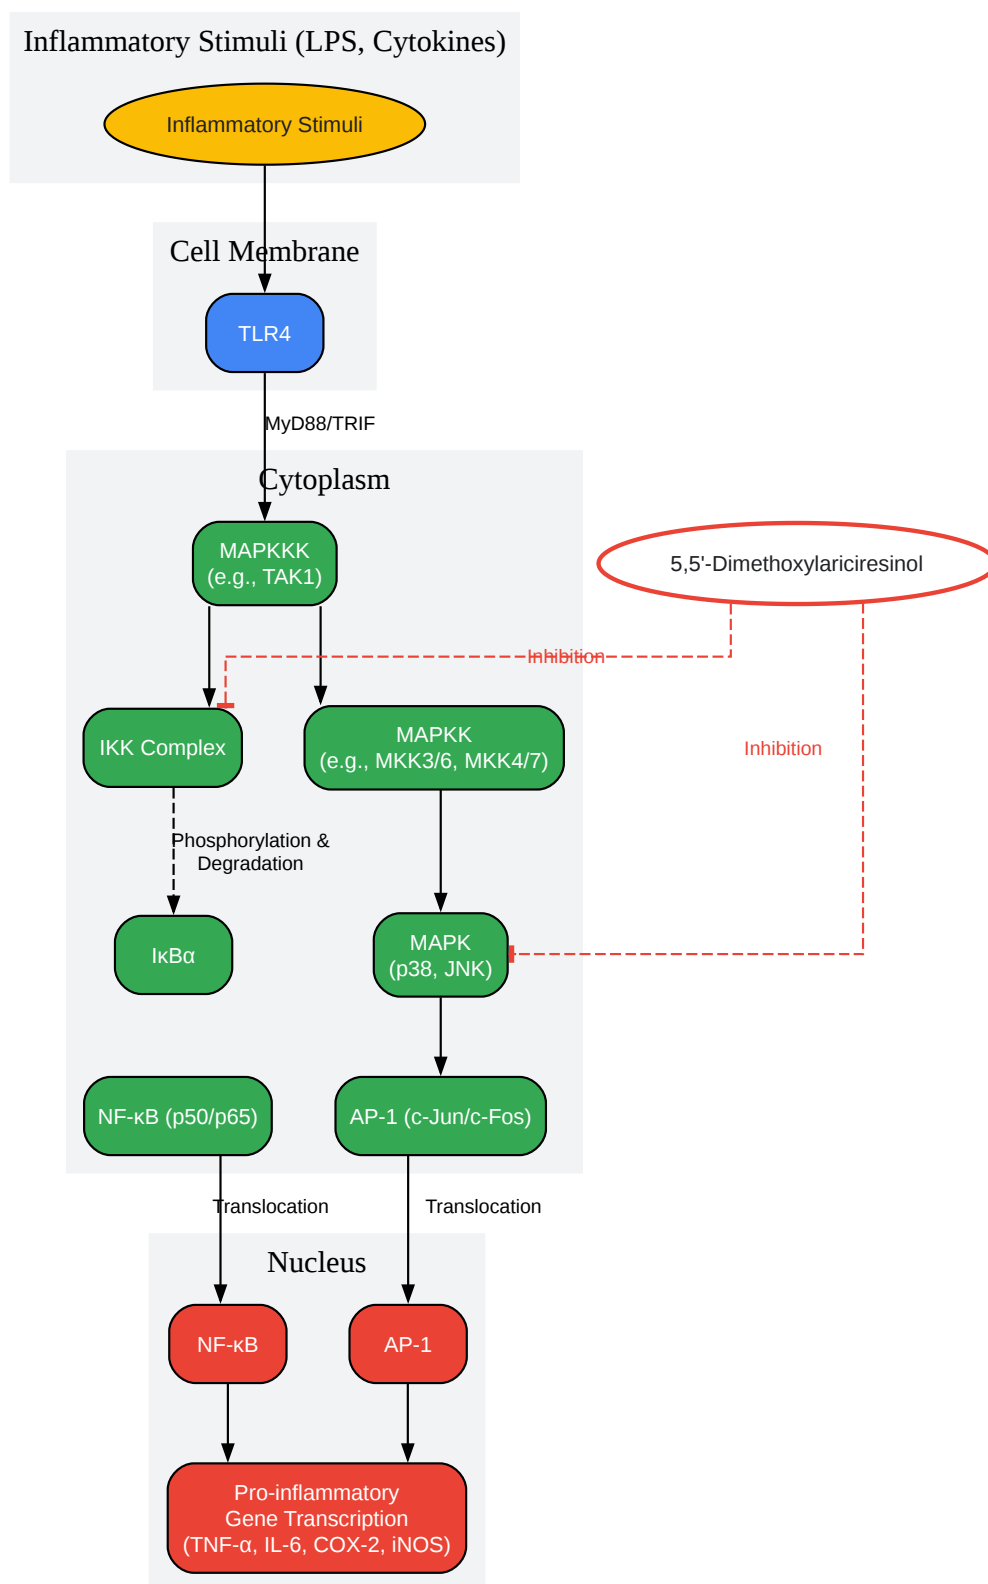 Inflammatory Stimuli (LPS, Cytokines)
Inflammatory Stimuli
Cell Membrane
TLR4
MyD88/TRIF
Cytoplasm
MAPKKK
(e.g., TAK1)
5,5'-Dimethoxylariciresinol
Inhibition
IKK Complex
MAPKK
(e.g., MKK3/6, MKK4/7)
Inhibition
Phosphorylation &
Degradation
IκBα
MAPK
(p38, JNK)
NF-κB (p50/p65)
AP-1 (c-Jun/c-Fos)
Translocation
Translocation
Nucleus
NF-κB
AP-1
Pro-inflammatory
Gene Transcription
(TNF-α, IL-6, COX-2, iNOS)